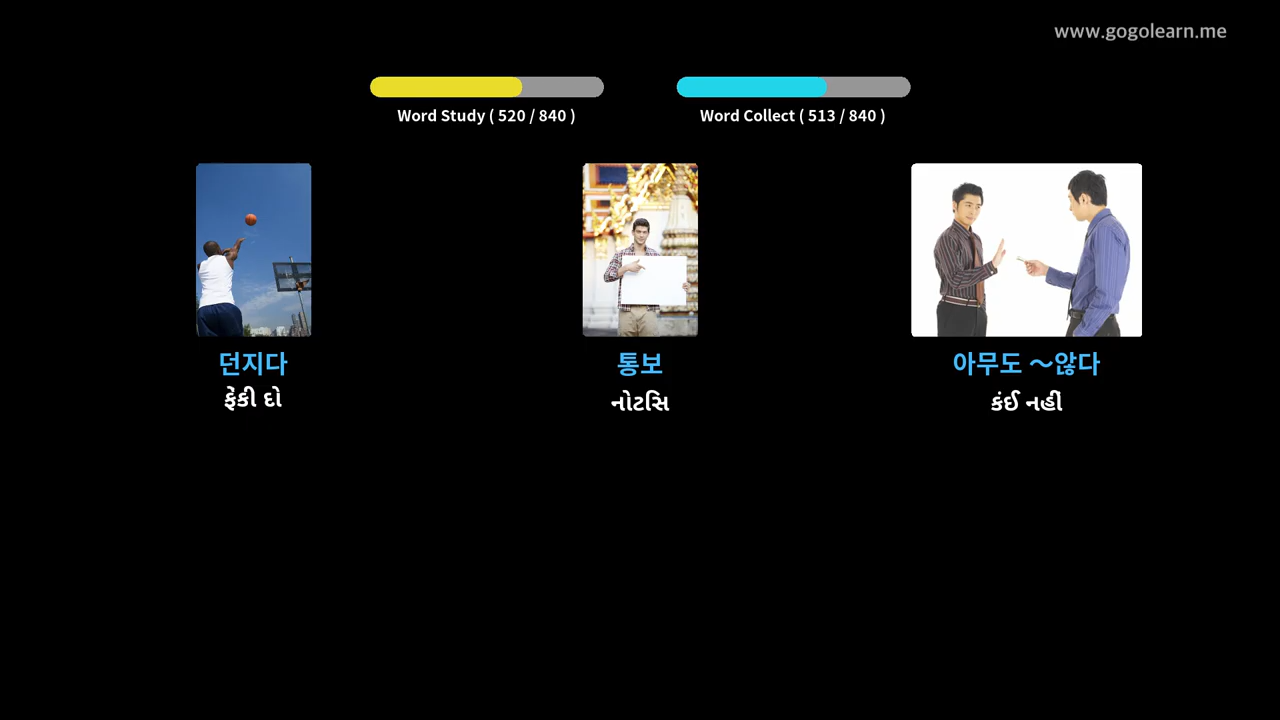 www.gogolearn.me
Word Study ( 520 / 840 )
Word Collect ( 513 / 840 )
던지다
통보
아무도 ～않다
ફેંકી દો
નોટસિ
કંઈ નહીં